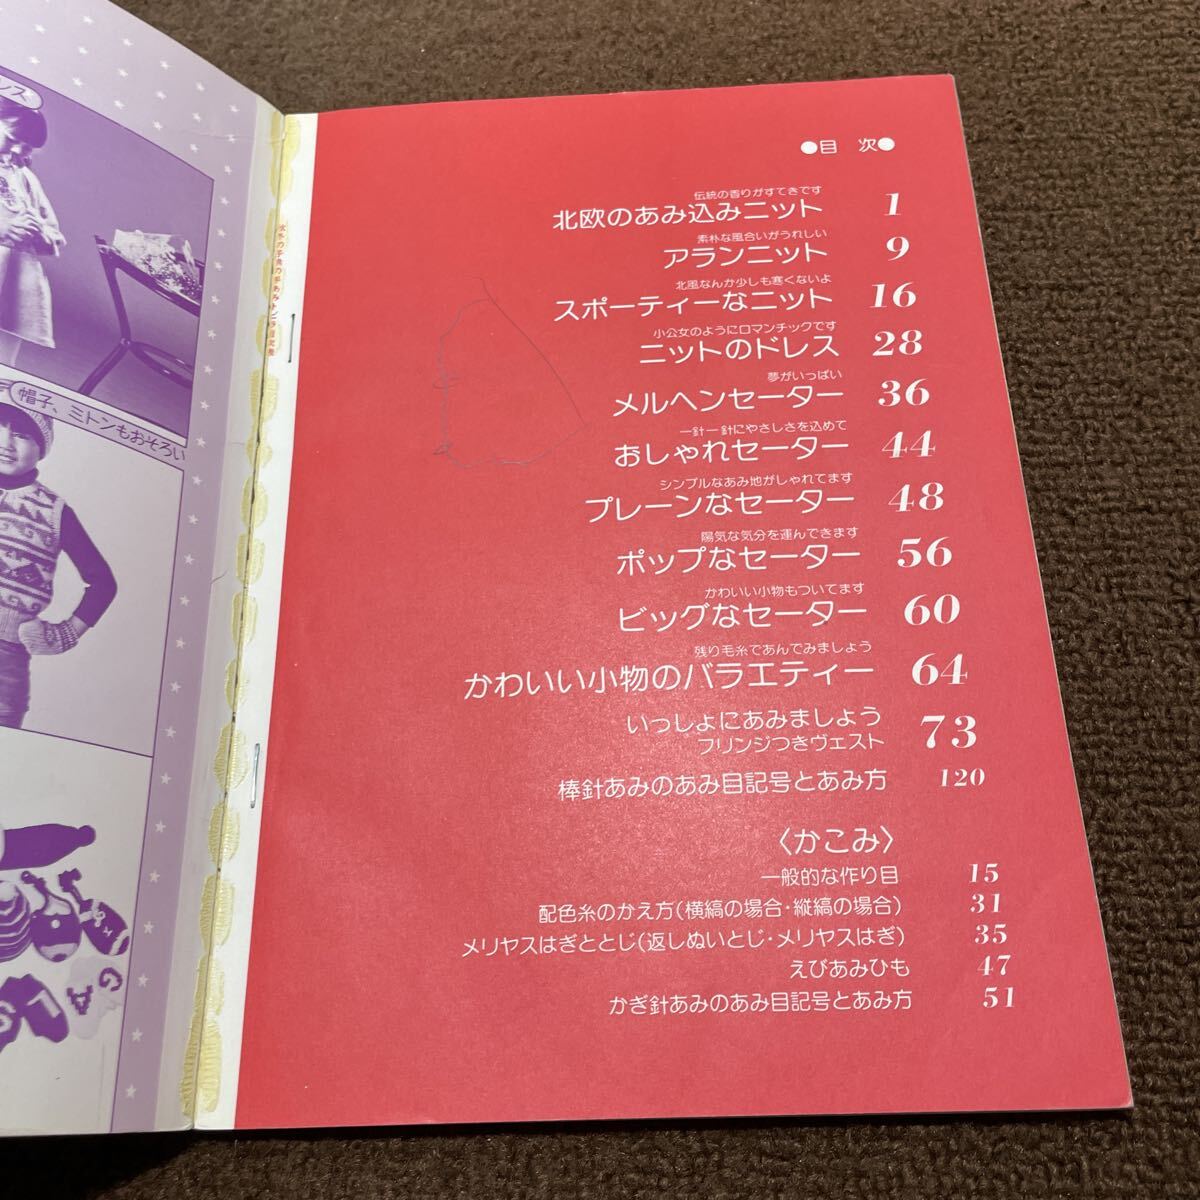 ●目 次●
伝統の香りがすてきです
北欧のあみ込みニット 1
素朴な風合いがうれしい
アランニット 9
北風なんか少しも寒くないよ
スポーティーなニット 16
小公女のようにロマンチックです
ニットのドレス 28
夢がいっぱい
メルヘンセーター 36
一針一針にやさしさを込めて
おしゃれセーター 44
シンプルなあみ地がしゃれてます
プレーンなセーター 48
陽気な気分を運んできます
ポップなセーター 56
かわいい小物もついてます
ビッグなセーター 60
残り毛糸であんでみましょう
かわいい小物のバラエティー 64
いっしょにあみましょう
フリンジつきヴェスト 73
棒針あみのあみ目記号とあみ方 120
〈かこみ〉
一般的な作り目 15
配色糸のかえ方(横縞の場合・縦縞の場合) 31
メリヤスはぎととじ(返しぬいとじ・メリヤスはぎ) 35
えびあみひも 47
かぎ針あみのあみ目記号とあみ方 51
帽子、ミトンもおそろい